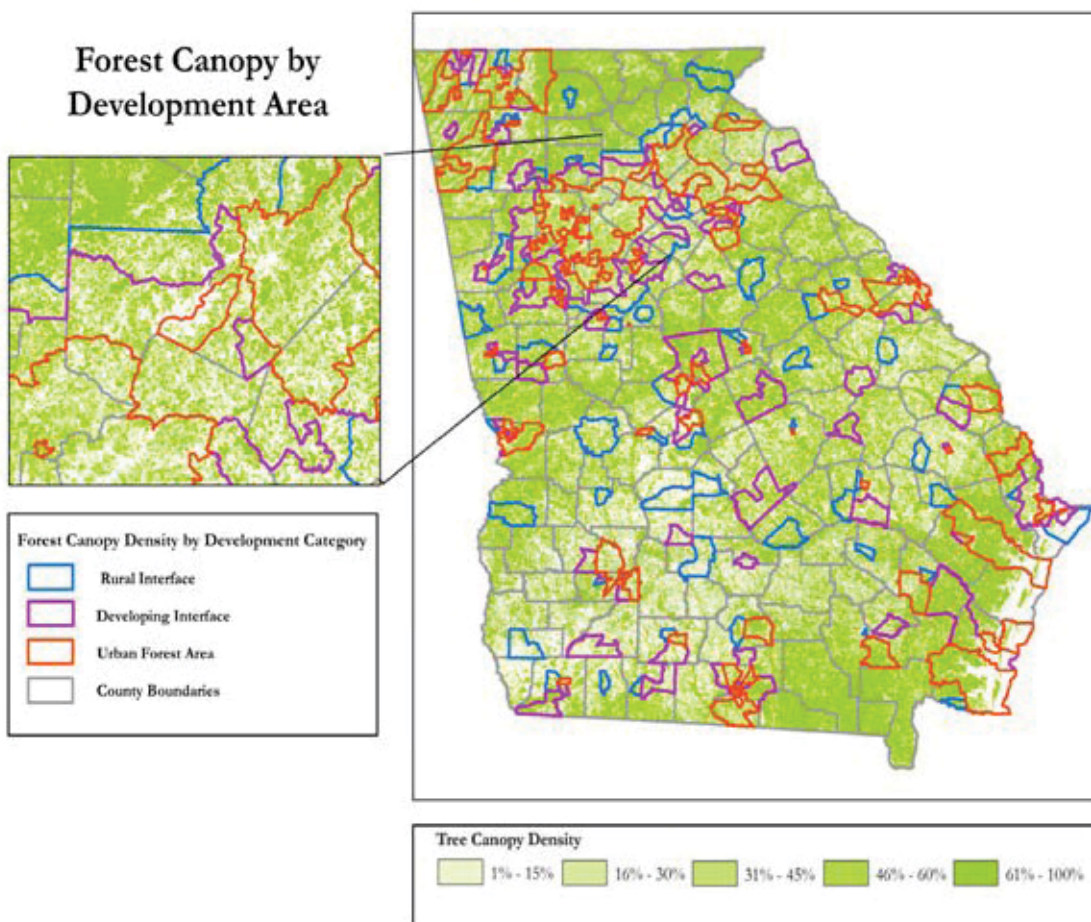 Forest Canopy by
Development Area
Forest Canopy Density by Development Category
Rural Interface
Developing Interface
Urban Forest Area
County Boundaries
Tree Canopy Density
1% - 15%
16% - 30%
31% - 45%
46% - 60%
61% - 100%